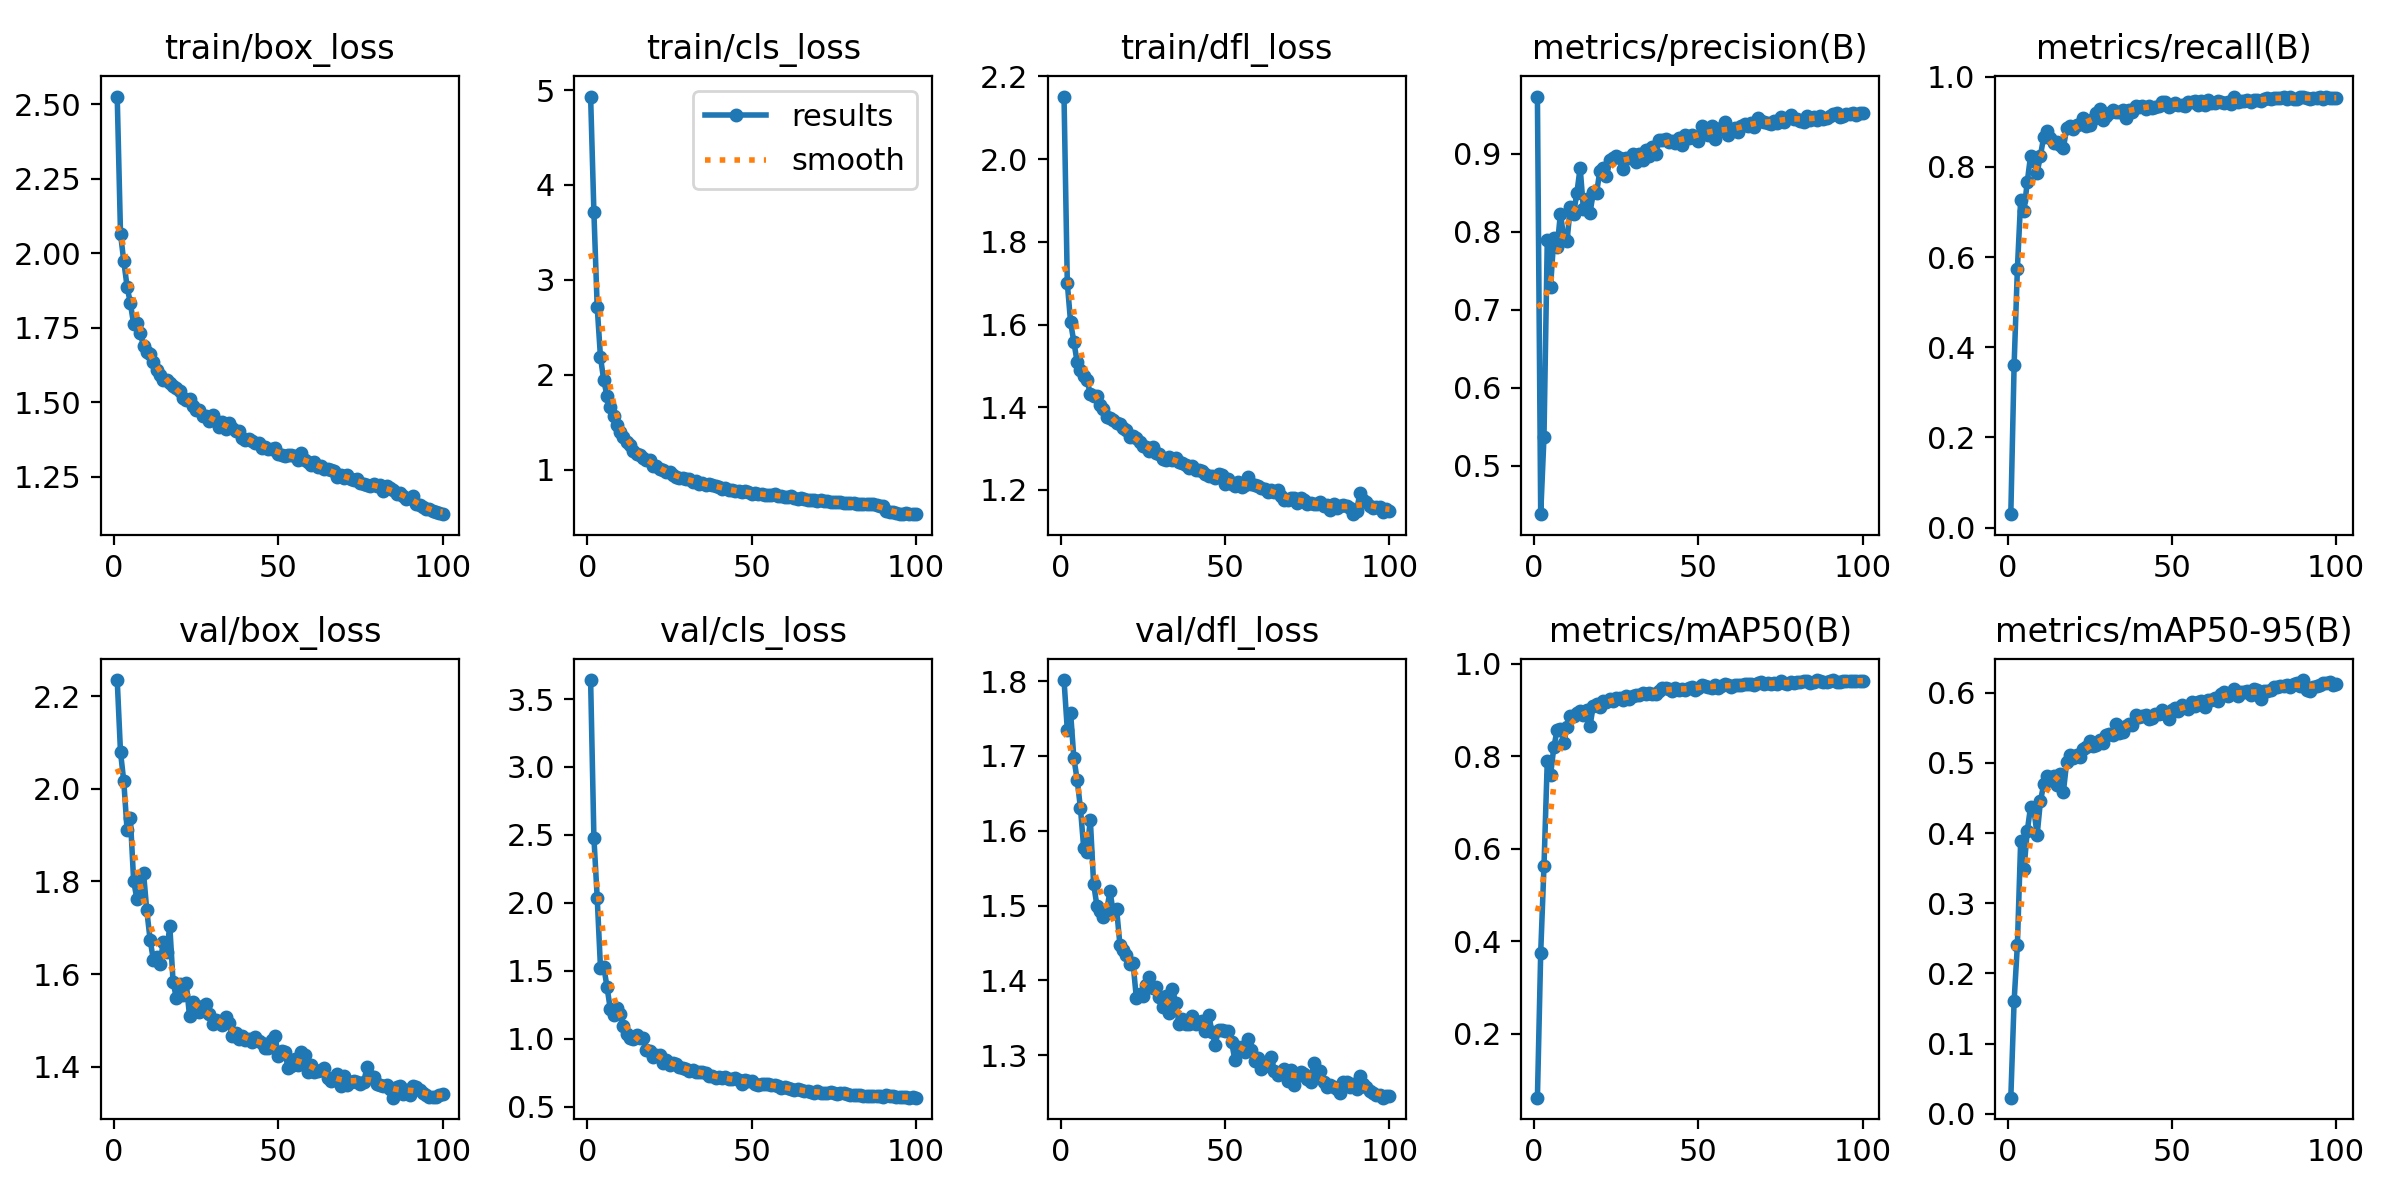 train/box_loss
2.50
2.25
2.00
1.75
1.50
1.25
0 50 100
train/cls_loss
results
smooth
5
4
3
2
1
0 50 100
train/dfl_loss
2.2
2.0
1.8
1.6
1.4
1.2
0 50 100
metrics/precision(B)
0.9
0.8
0.7
0.6
0.5
0 50 100
metrics/recall(B)
1.0
0.8
0.6
0.4
0.2
0.0
0 50 100
val/box_loss
2.2
2.0
1.8
1.6
1.4
0 50 100
val/cls_loss
3.5
3.0
2.5
2.0
1.5
1.0
0.5
0 50 100
val/dfl_loss
1.8
1.7
1.6
1.5
1.4
1.3
0 50 100
metrics/mAP50(B)
1.0
0.8
0.6
0.4
0.2
0 50 100
metrics/mAP50-95(B)
0.6
0.5
0.4
0.3
0.2
0.1
0.0
0 50 100